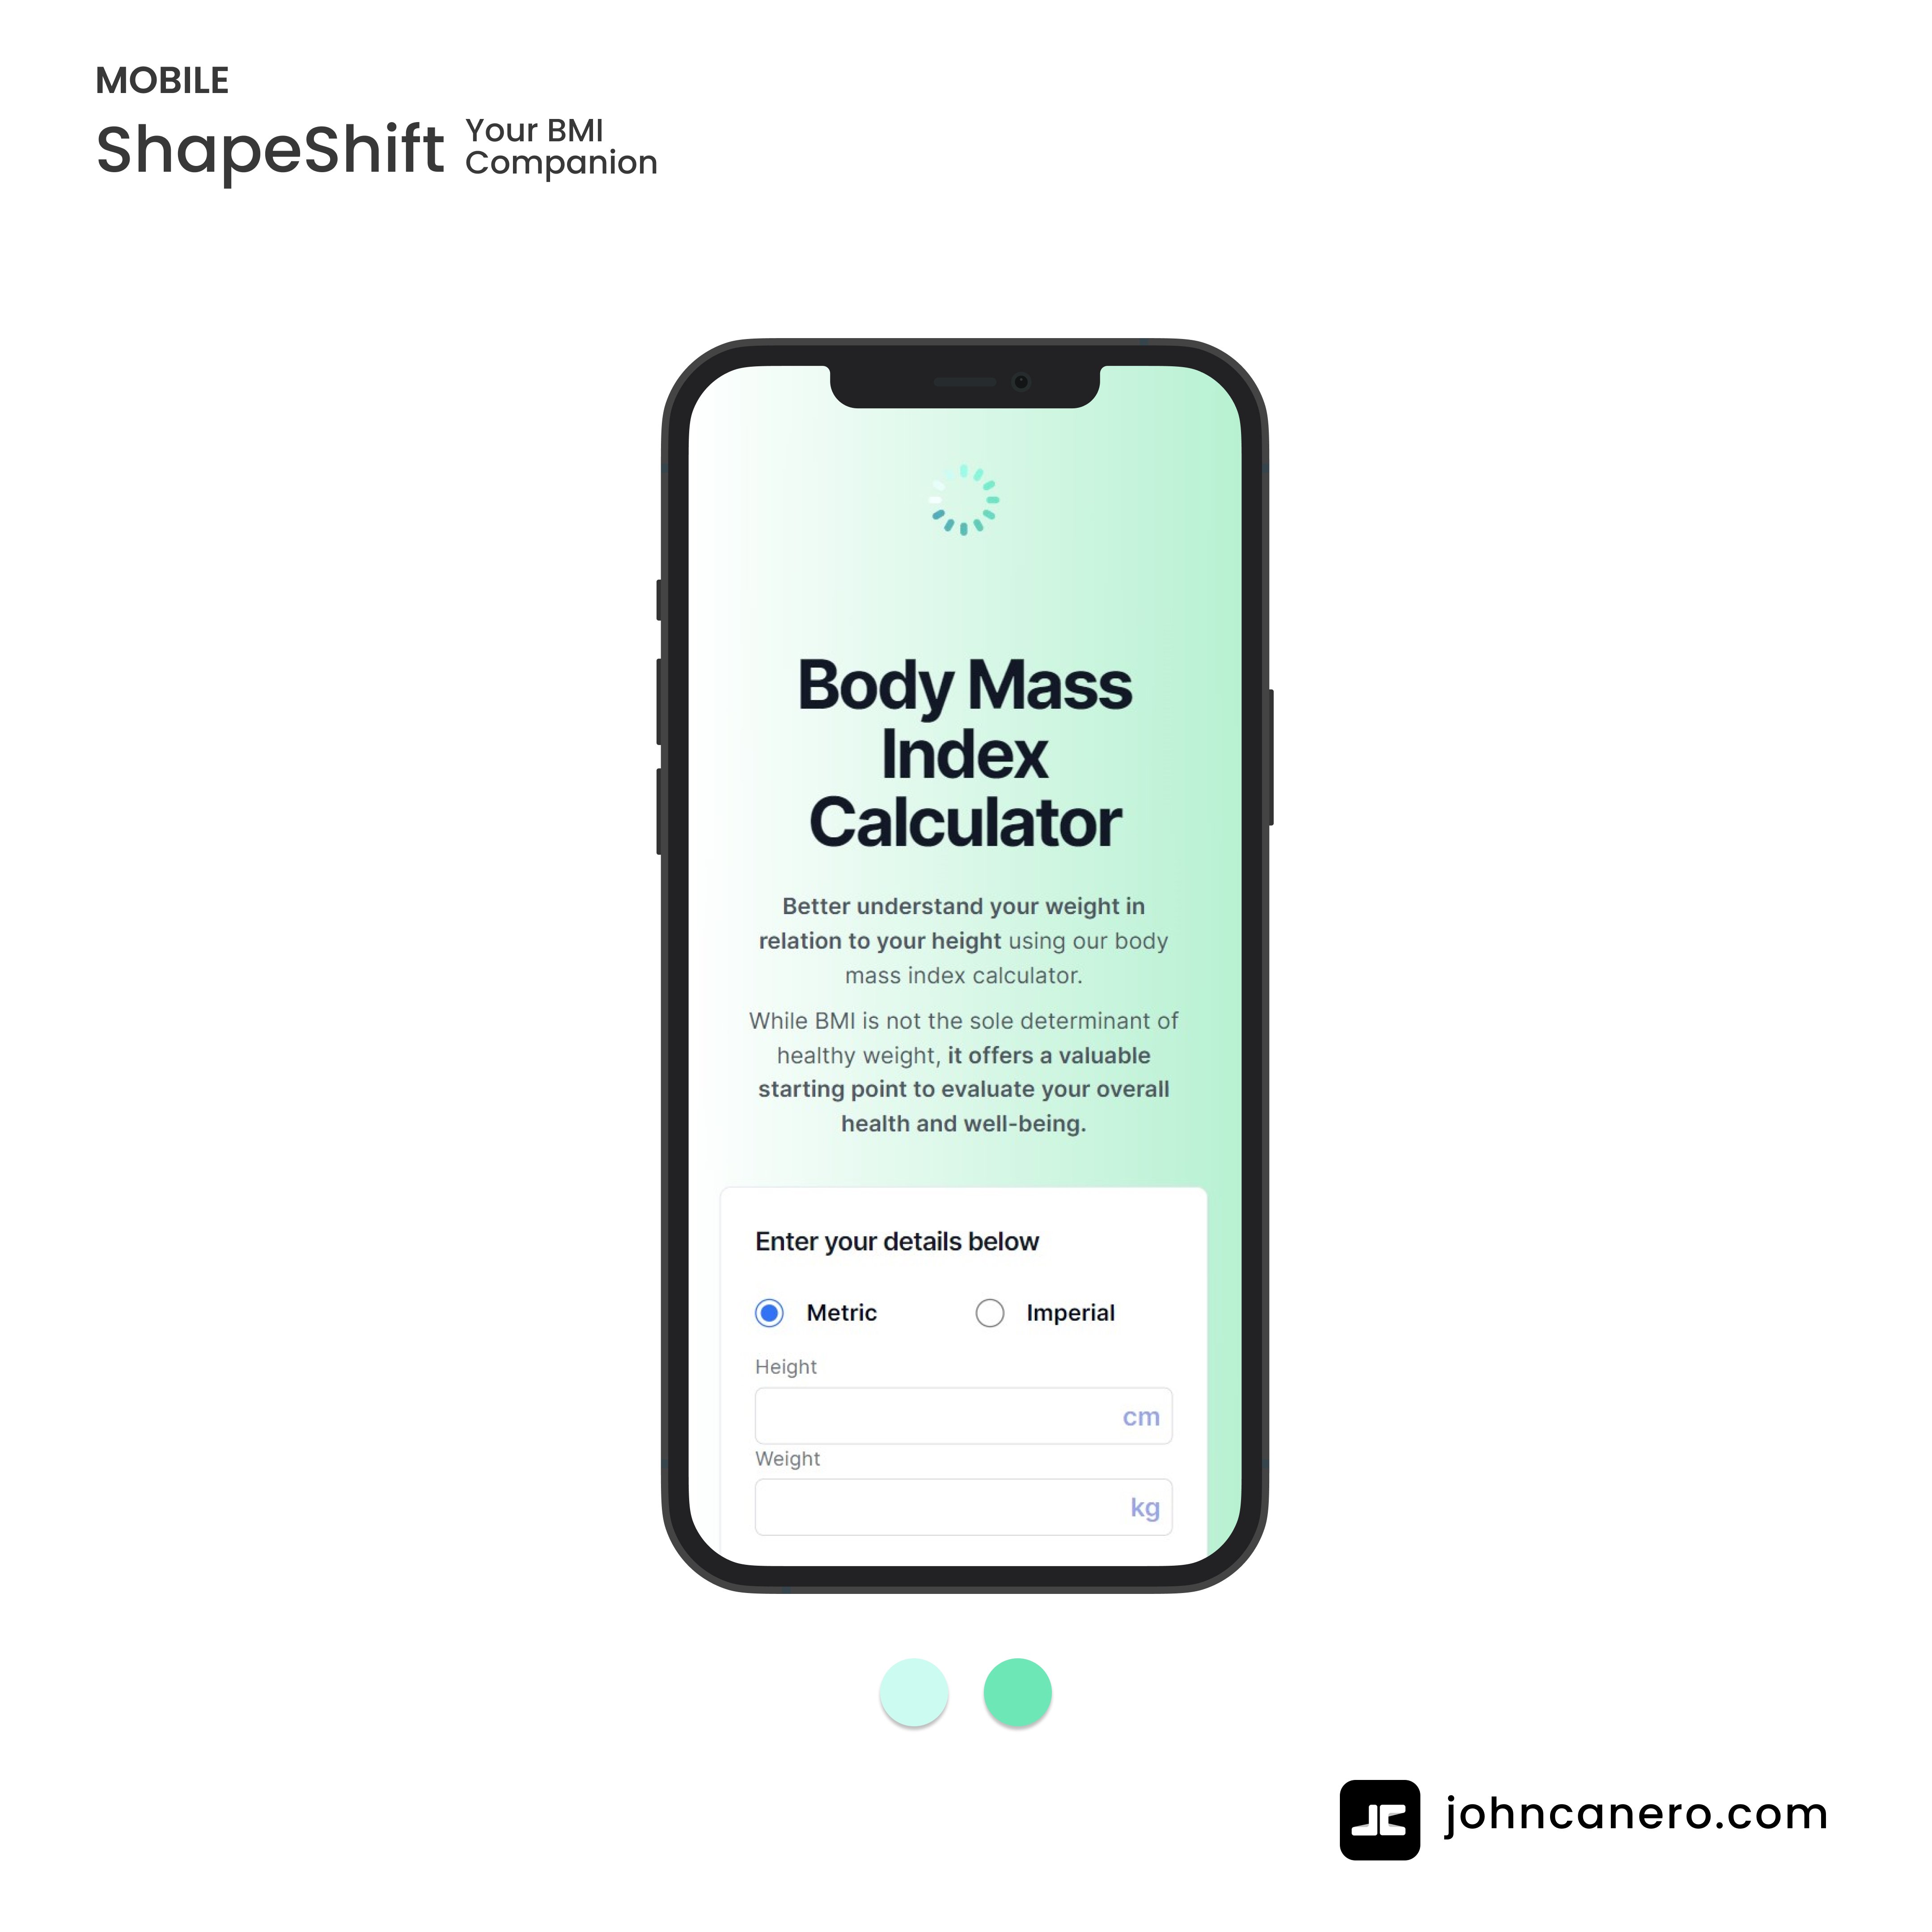 MOBILE
ShapeShift
Your BMI
Companion
Body Mass
Index
Calculator
Better understand your weight in
relation to your height using our body
mass index calculator.
While BMI is not the sole determinant of
healthy weight, it offers a valuable
starting point to evaluate your overall
health and well-being.
Enter your details below
Metric
Imperial
Height
cm
Weight
kg
JC
johncanero.com